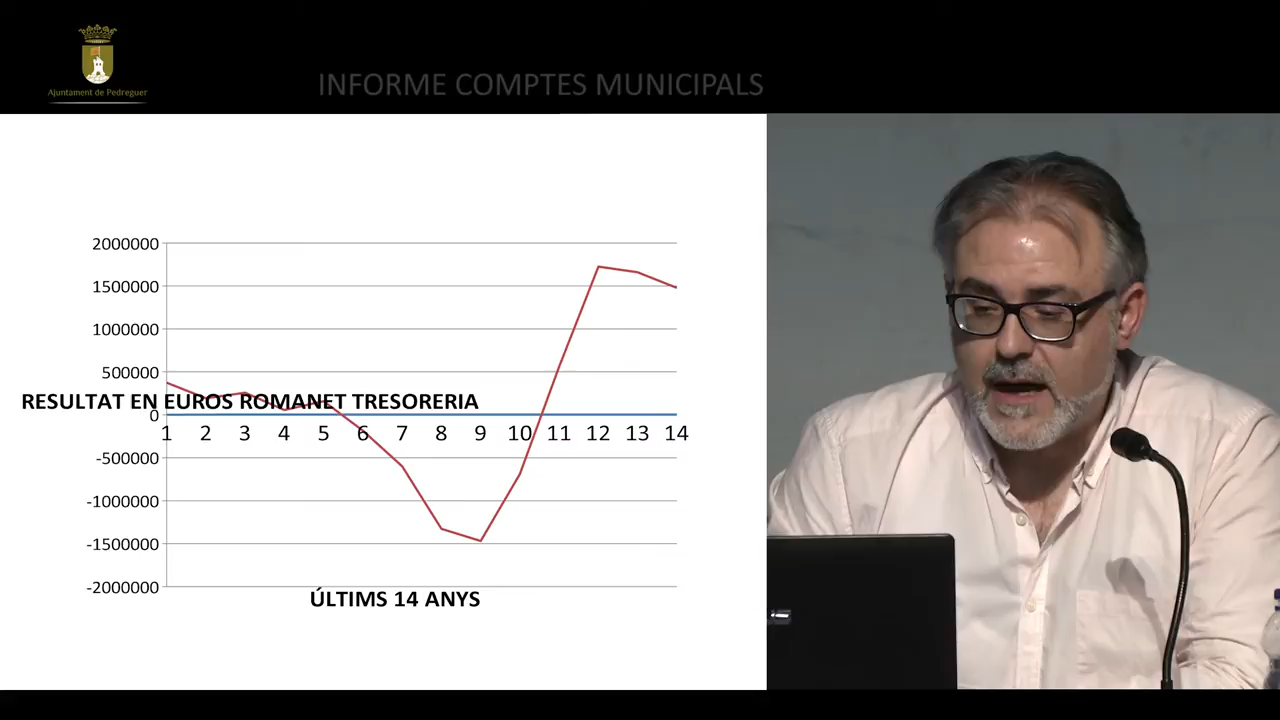 Ajuntament de Pedreguer
INFORME COMPTES MUNICIPALS
2000000
1500000
1000000
500000
RESULTAT EN EUROS ROMANET TRESORERIA
0
1 2 3 4 5 6 7 8 9 10 11 12 13 14
-500000
-1000000
-1500000
-2000000
ÚLTIMS 14 ANYS